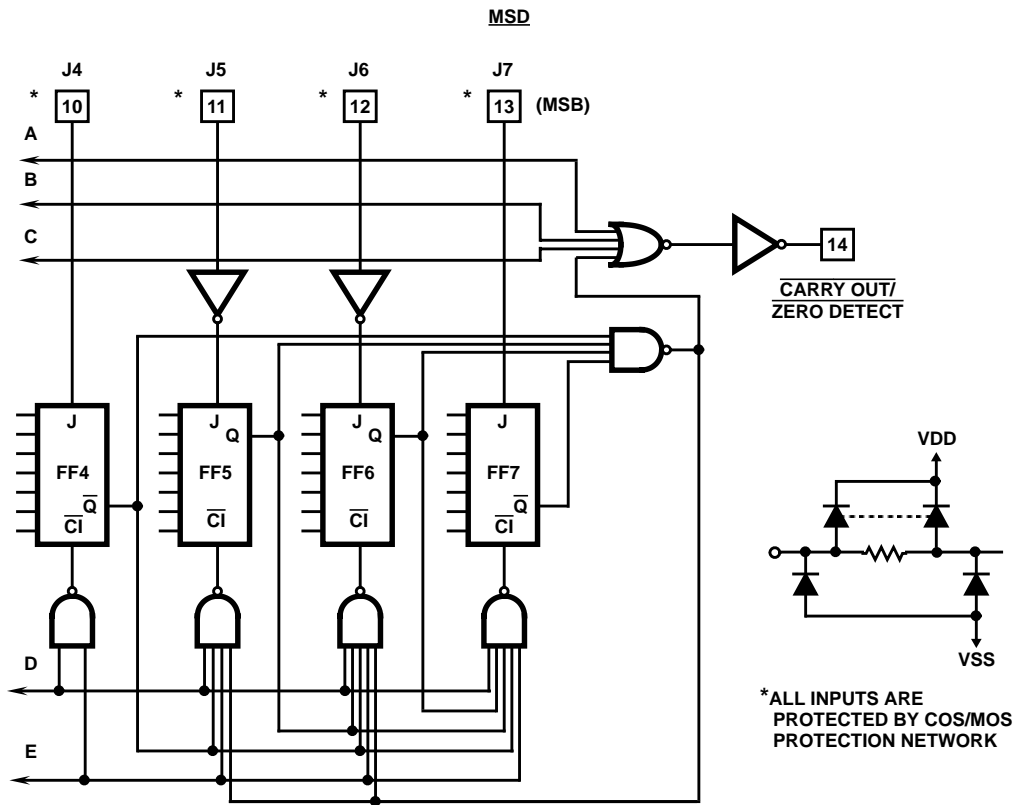 MSD
J4 J5 J6 J7
* 10 * 11 * 12 * 13 (MSB)
A
B
C
14
CARRY OUT/
ZERO DETECT
J J J J
Q Q
FF4 FF5 FF6 FF7
Q Q
CI CI CI CI
VDD
VSS
D
E
*ALL INPUTS ARE
PROTECTED BY COS/MOS
PROTECTION NETWORK